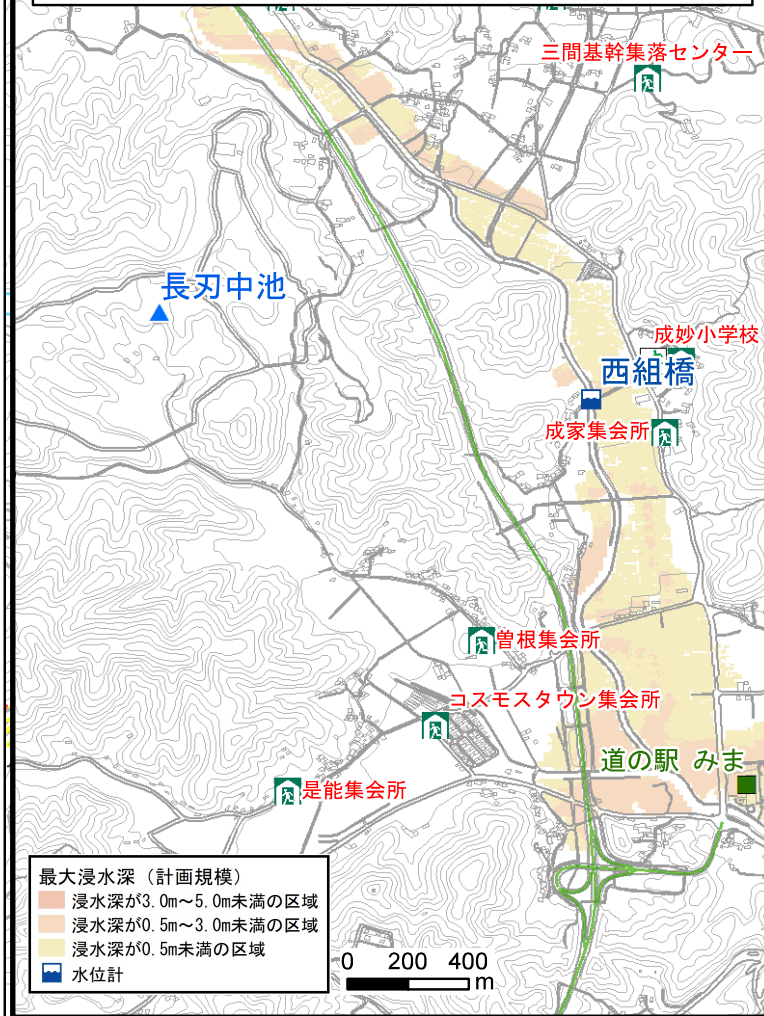 三間基幹集落センター
長刃中池
成妙小学校
西組橋
成家集会所
曽根集会所
コスモスタウン集会所
道の駅 みま
是能集会所
最大浸水深（計画規模）
浸水深が3.0m～5.0m未満の区域
浸水深が0.5m～3.0m未満の区域
浸水深が0.5m未満の区域
水位計
0 200 400
m